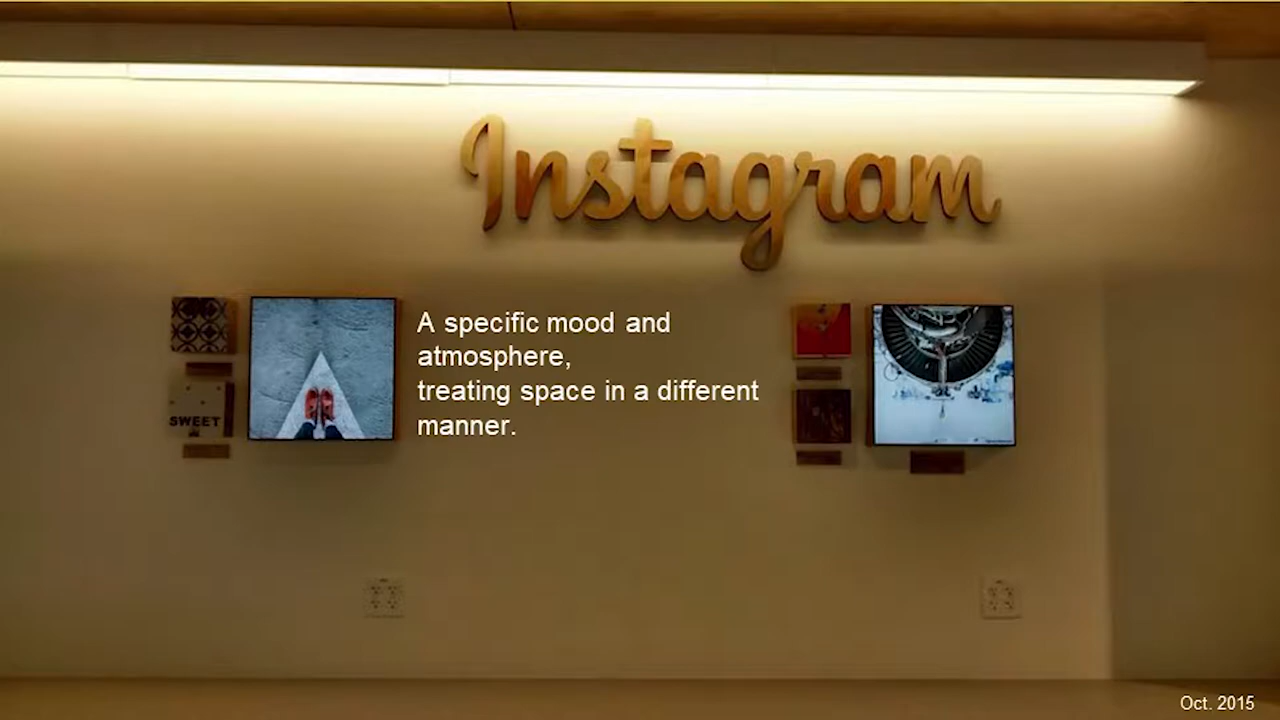 Instagram
A specific mood and
atmosphere,
treating space in a different
manner.
SWEET
Oct. 2015